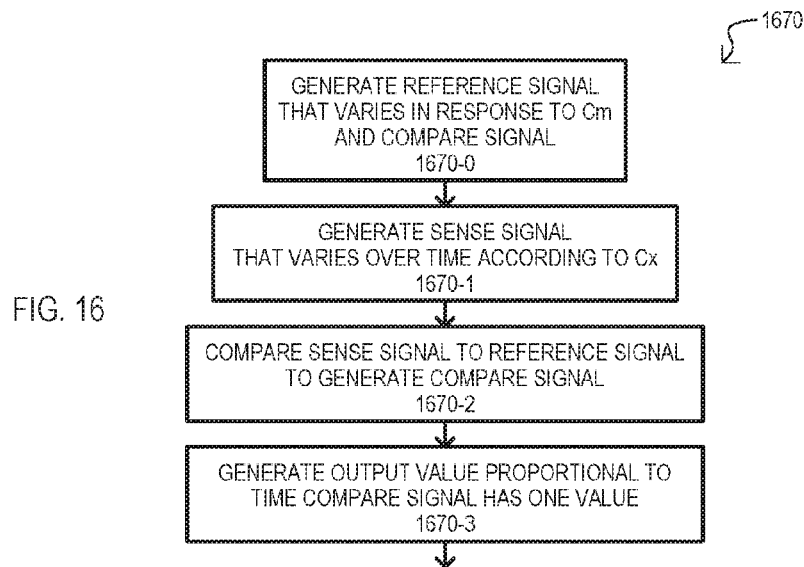 1670
GENERATE REFERENCE SIGNAL
THAT VARIES IN RESPONSE TO Cm
AND COMPARE SIGNAL
1670-0
GENERATE SENSE SIGNAL
THAT VARIES OVER TIME ACCORDING TO Cx
1670-1
FIG. 16
COMPARE SENSE SIGNAL TO REFERENCE SIGNAL
TO GENERATE COMPARE SIGNAL
1670-2
GENERATE OUTPUT VALUE PROPORTIONAL TO
TIME COMPARE SIGNAL HAS ONE VALUE
1670-3